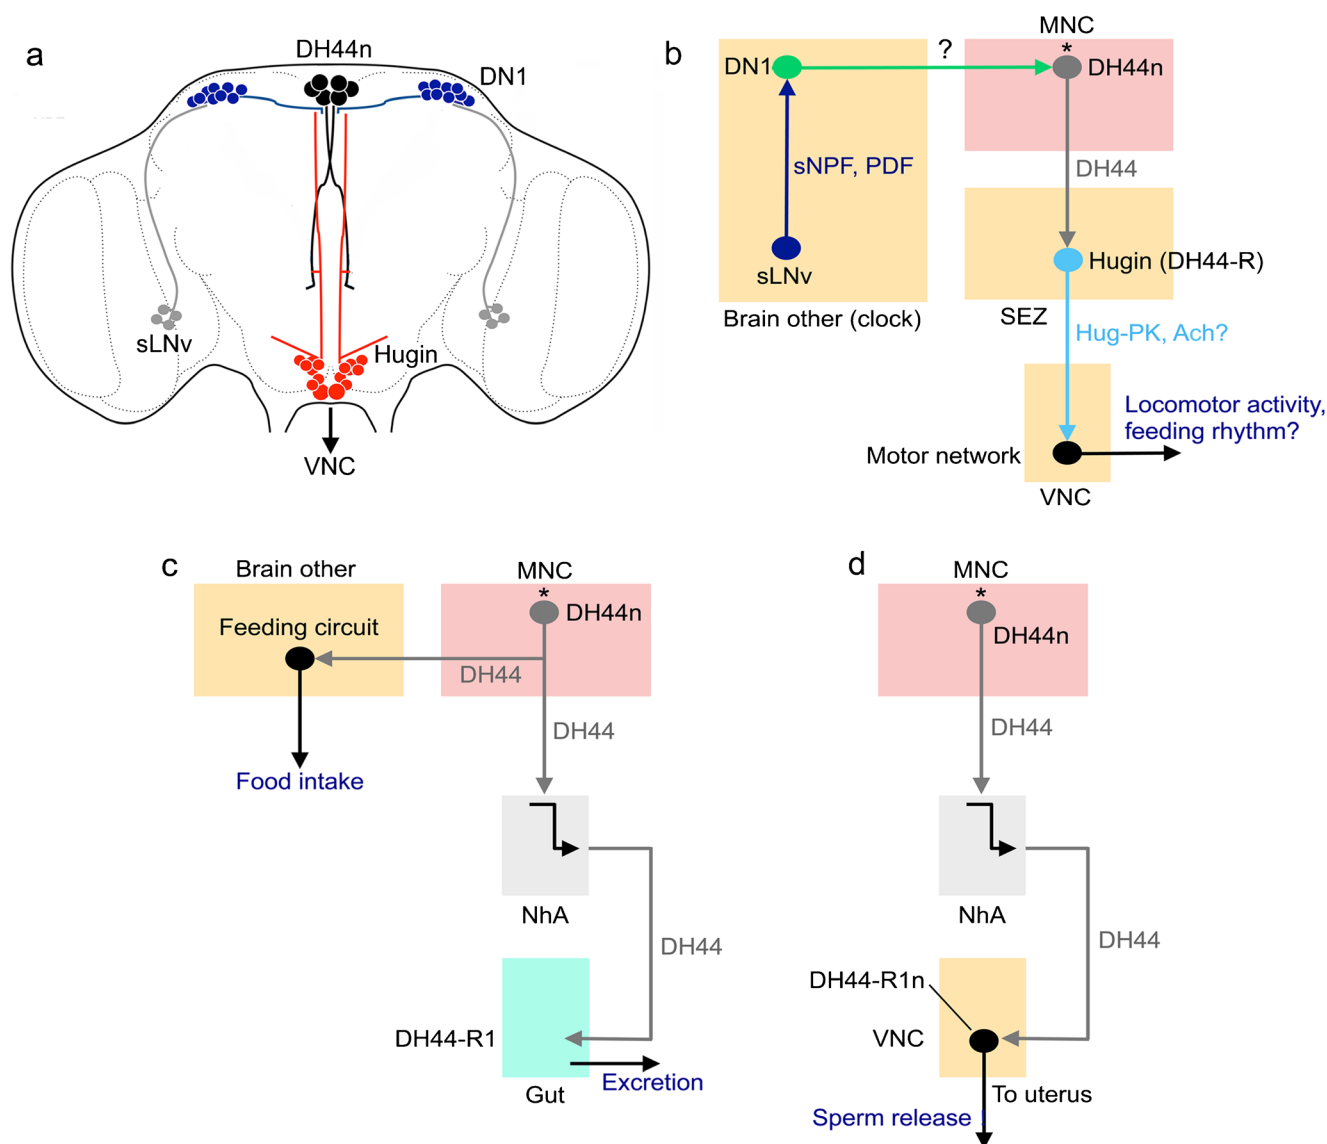 a
DH44n
DN1
sLNv
Hugin
VNC
b
MNC
*
?
DN1
DH44n
sNPF, PDF
DH44
sLNv
Hugin (DH44-R)
Brain other (clock)
SEZ
Hug-PK, Ach?
Locomotor activity,
feeding rhythm?
Motor network
VNC
c
Brain other
MNC
*
DH44n
Feeding circuit
DH44
DH44
Food intake
NhA
DH44
DH44-R1
Excretion
Gut
d
MNC
*
DH44n
DH44
NhA
DH44
DH44-R1n
VNC
To uterus
Sperm release